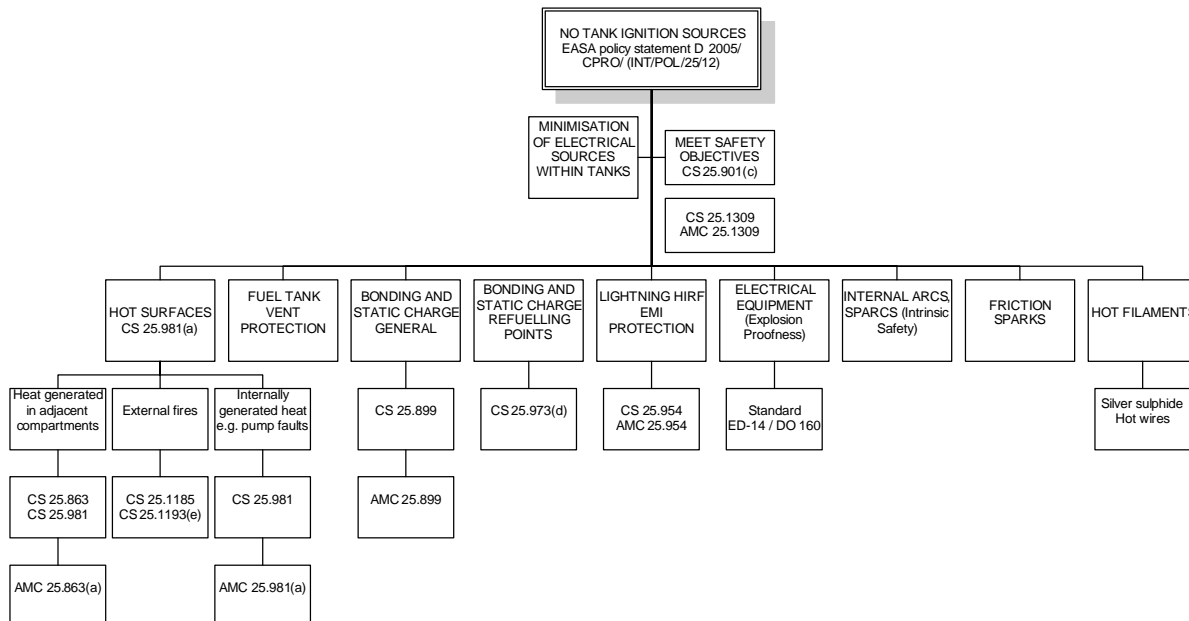 NO TANK IGNITION SOURCES
EASA policy statement D 2005/
CPRO/ (INT/POL/25/12)
MINIMISATION
OF ELECTRICAL
SOURCES
WITHIN TANKS
MEET SAFETY
OBJECTIVES
CS 25.901(c)
CS 25.1309
AMC 25.1309
HOT SURFACES
CS 25.981(a)
FUEL TANK
VENT
PROTECTION
BONDING AND
STATIC CHARGE
GENERAL
BONDING AND
STATIC CHARGE
REFUELLING
POINTS
LIGHTNING HIRF
EMI
PROTECTION
ELECTRICAL
EQUIPMENT
(Explosion
Proofness)
INTERNAL ARCS,
SPARCS (Intrinsic
Safety)
FRICTION
SPARKS
HOT FILAMENTS
Heat generated
in adjacent
compartments
External fires
Internally
generated heat
e.g. pump faults
CS 25.899
CS 25.973(d)
CS 25.954
AMC 25.954
Standard
ED-14 / DO 160
Silver sulphide
Hot wires
CS 25.863
CS 25.981
CS 25.1185
CS 25.1193(e)
CS 25.981
AMC 25.899
AMC 25.863(a)
AMC 25.981(a)